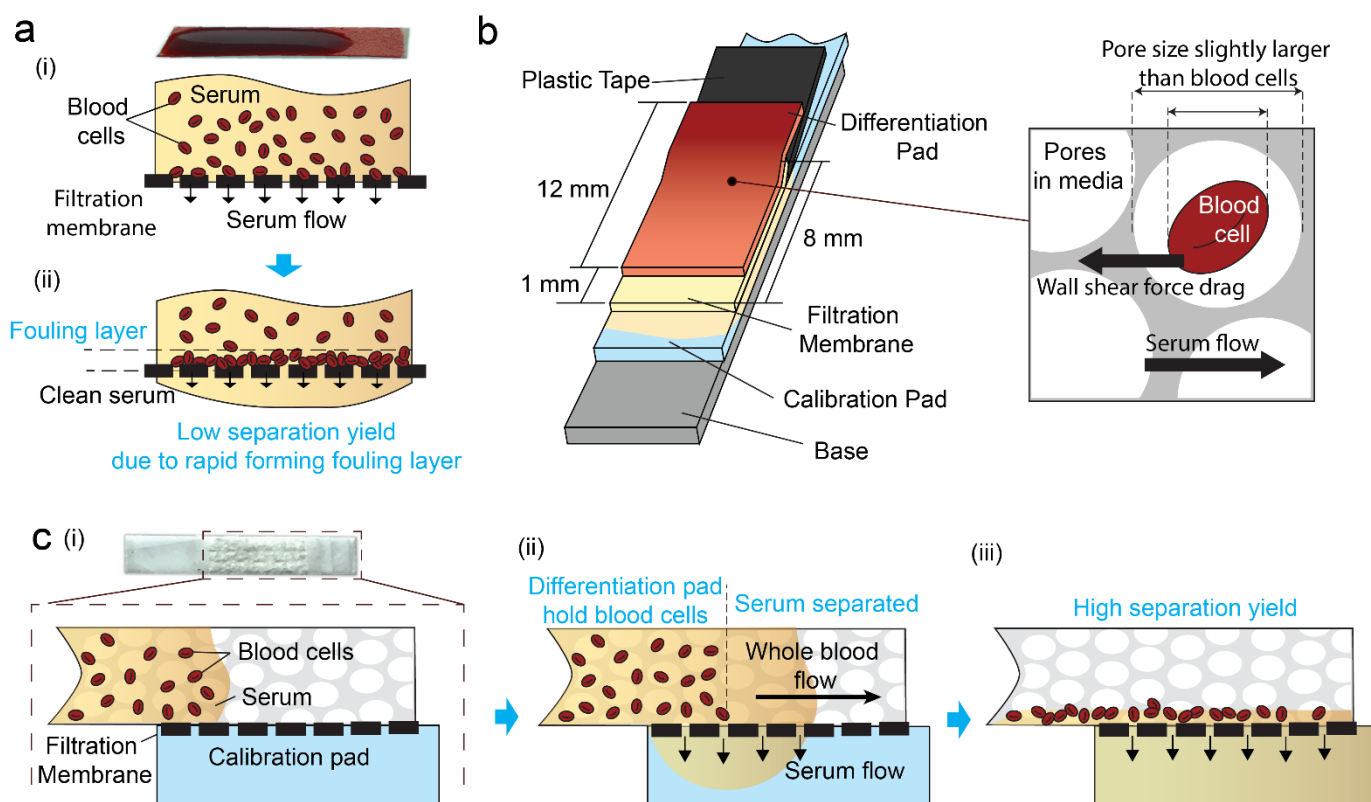 a
(i)
Serum
Blood
cells
Filtration
membrane
Serum flow
(ii)
Fouling layer
Clean serum
Low separation yield
due to rapid forming fouling layer
b
Plastic Tape
Differentiation
Pad
12 mm
8 mm
1 mm
Filtration
Membrane
Calibration Pad
Base
Pore size slightly larger
than blood cells
Pores
in media
Blood
cell
Wall shear force drag
Serum flow
c
(i)
Blood cells
Serum
Filtration
Membrane
Calibration pad
(ii)
Differentiation pad
hold blood cells
Serum separated
Whole blood
flow
Serum flow
(iii)
High separation yield